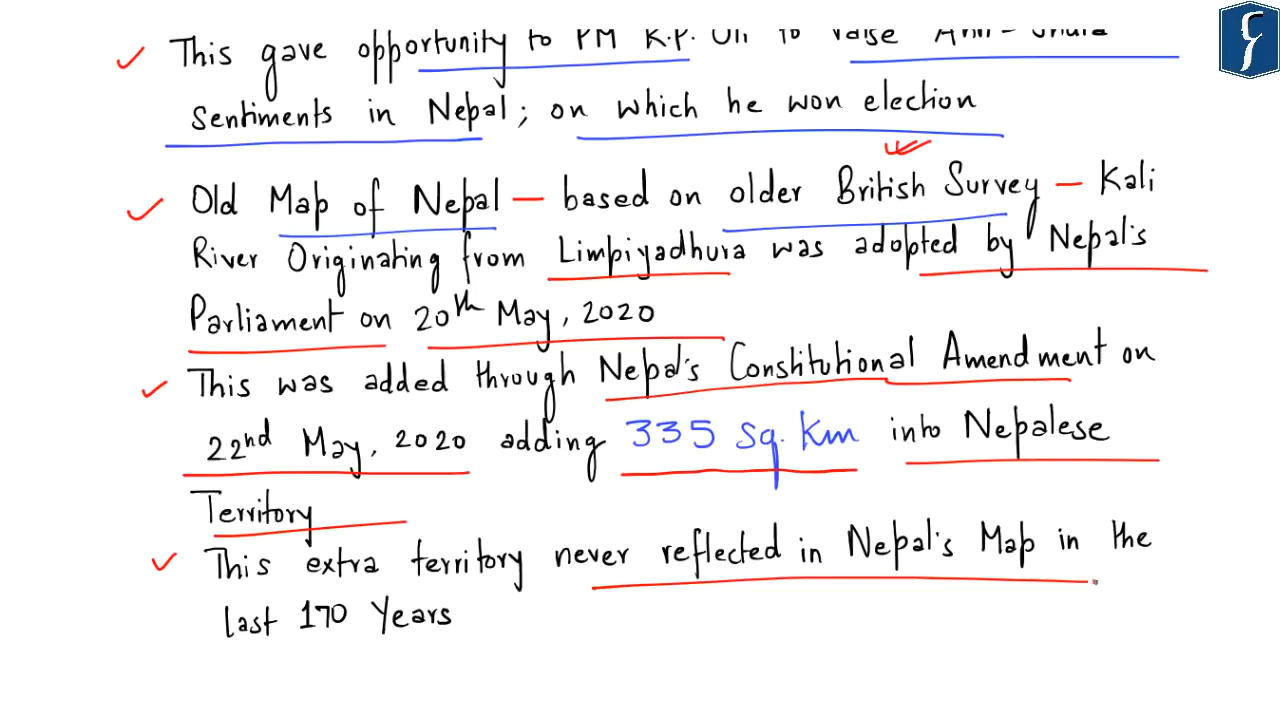 This gave opportunity to PM K.P. Oli to raise Anti-India
sentiments in Nepal; on which he won election
Old Map of Nepal — based on older British Survey — Kali
River Originating from Limpiyadhura was adopted by Nepal's
Parliament on 20th May, 2020
This was added through Nepal's Constitutional Amendment on
22nd May, 2020 adding 335 Sq. Km into Nepalese
Territory
This extra territory never reflected in Nepal's Map in the
last 170 Years